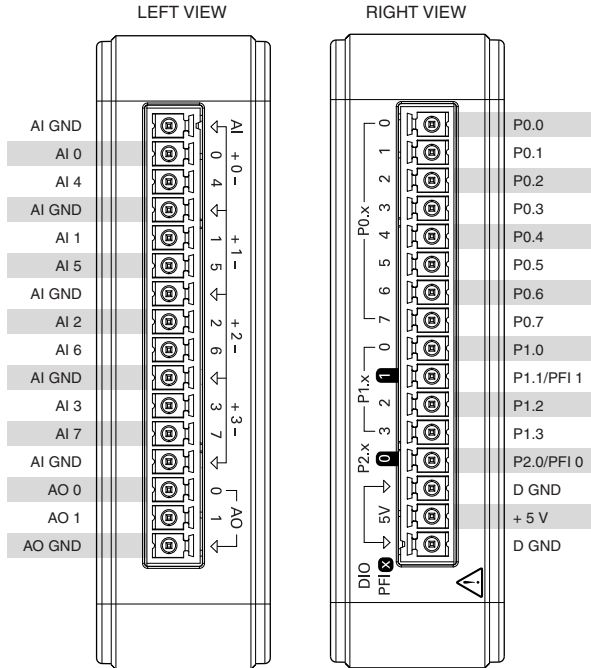 LEFT VIEW
RIGHT VIEW
AI GND
AI 0
AI 4
AI GND
AI 1
AI 5
AI GND
AI 2
AI 6
AI GND
AI 3
AI 7
AI GND
AO 0
AO 1
AO GND
AI
0
4
+ 0 -
1
5
+ 1 -
2
6
+ 2 -
3
7
+ 3 -
0
1
AO
P0.x
0
1
2
3
4
5
6
7
P1.x
0
1
2
3
P2.x
0
5V
DIO
PFI x
P0.0
P0.1
P0.2
P0.3
P0.4
P0.5
P0.6
P0.7
P1.0
P1.1/PFI 1
P1.2
P1.3
P2.0/PFI 0
D GND
+ 5 V
D GND